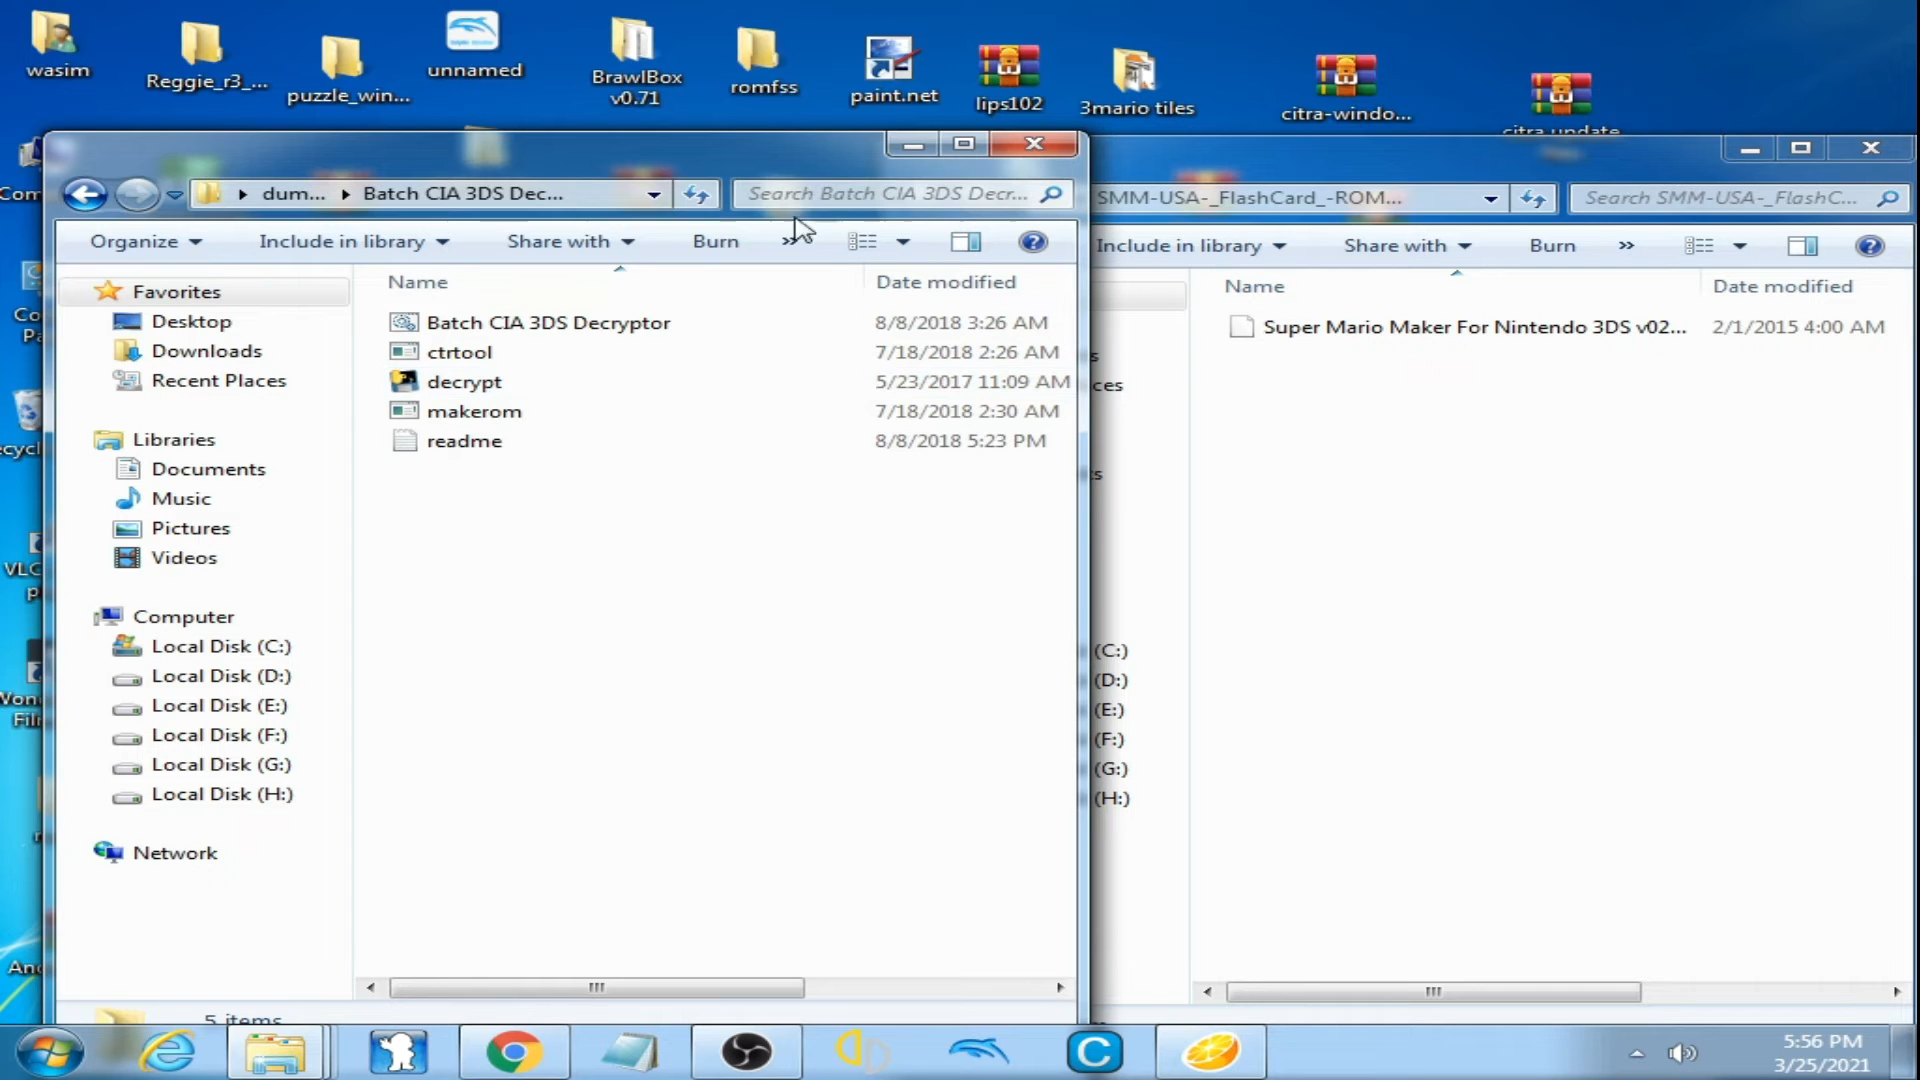 wasim
Reggie_r3_...
puzzle_win...
unnamed
BrawlBox
v0.71
romfss
paint.net
lips102
3mario tiles
citra-windo...
citra update
dum... Batch CIA 3DS Dec...
Search Batch CIA 3DS Decr...
SMM-USA-_FlashCard_-ROM...
Search SMM-USA-_FlashC...
Organize Include in library Share with Burn »
Include in library Share with Burn »
Name Date modified
Name Date modified
Favorites
Desktop
Downloads
Recent Places
Libraries
Documents
Music
Pictures
Videos
Computer
Local Disk (C:)
Local Disk (D:)
Local Disk (E:)
Local Disk (F:)
Local Disk (G:)
Local Disk (H:)
Network
Batch CIA 3DS Decryptor 8/8/2018 3:26 AM
ctrtool 7/18/2018 2:26 AM
decrypt 5/23/2017 11:09 AM
makerom 7/18/2018 2:30 AM
readme 8/8/2018 5:23 PM
5 items
Super Mario Maker For Nintendo 3DS v02... 2/1/2015 4:00 AM
ces
(C:)
(D:)
(E:)
(F:)
(G:)
(H:)
5:56 PM
3/25/2021